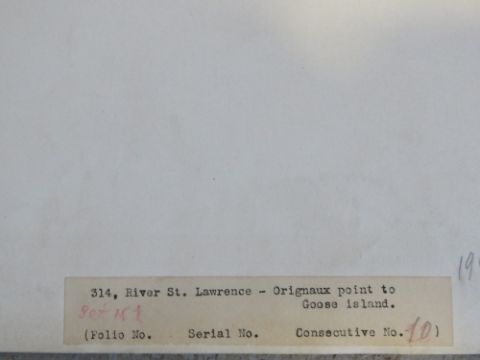 314, River St. Lawrence - Orignaux point to
Goose island.
(Folio No. Serial No. Consecutive No. 10)